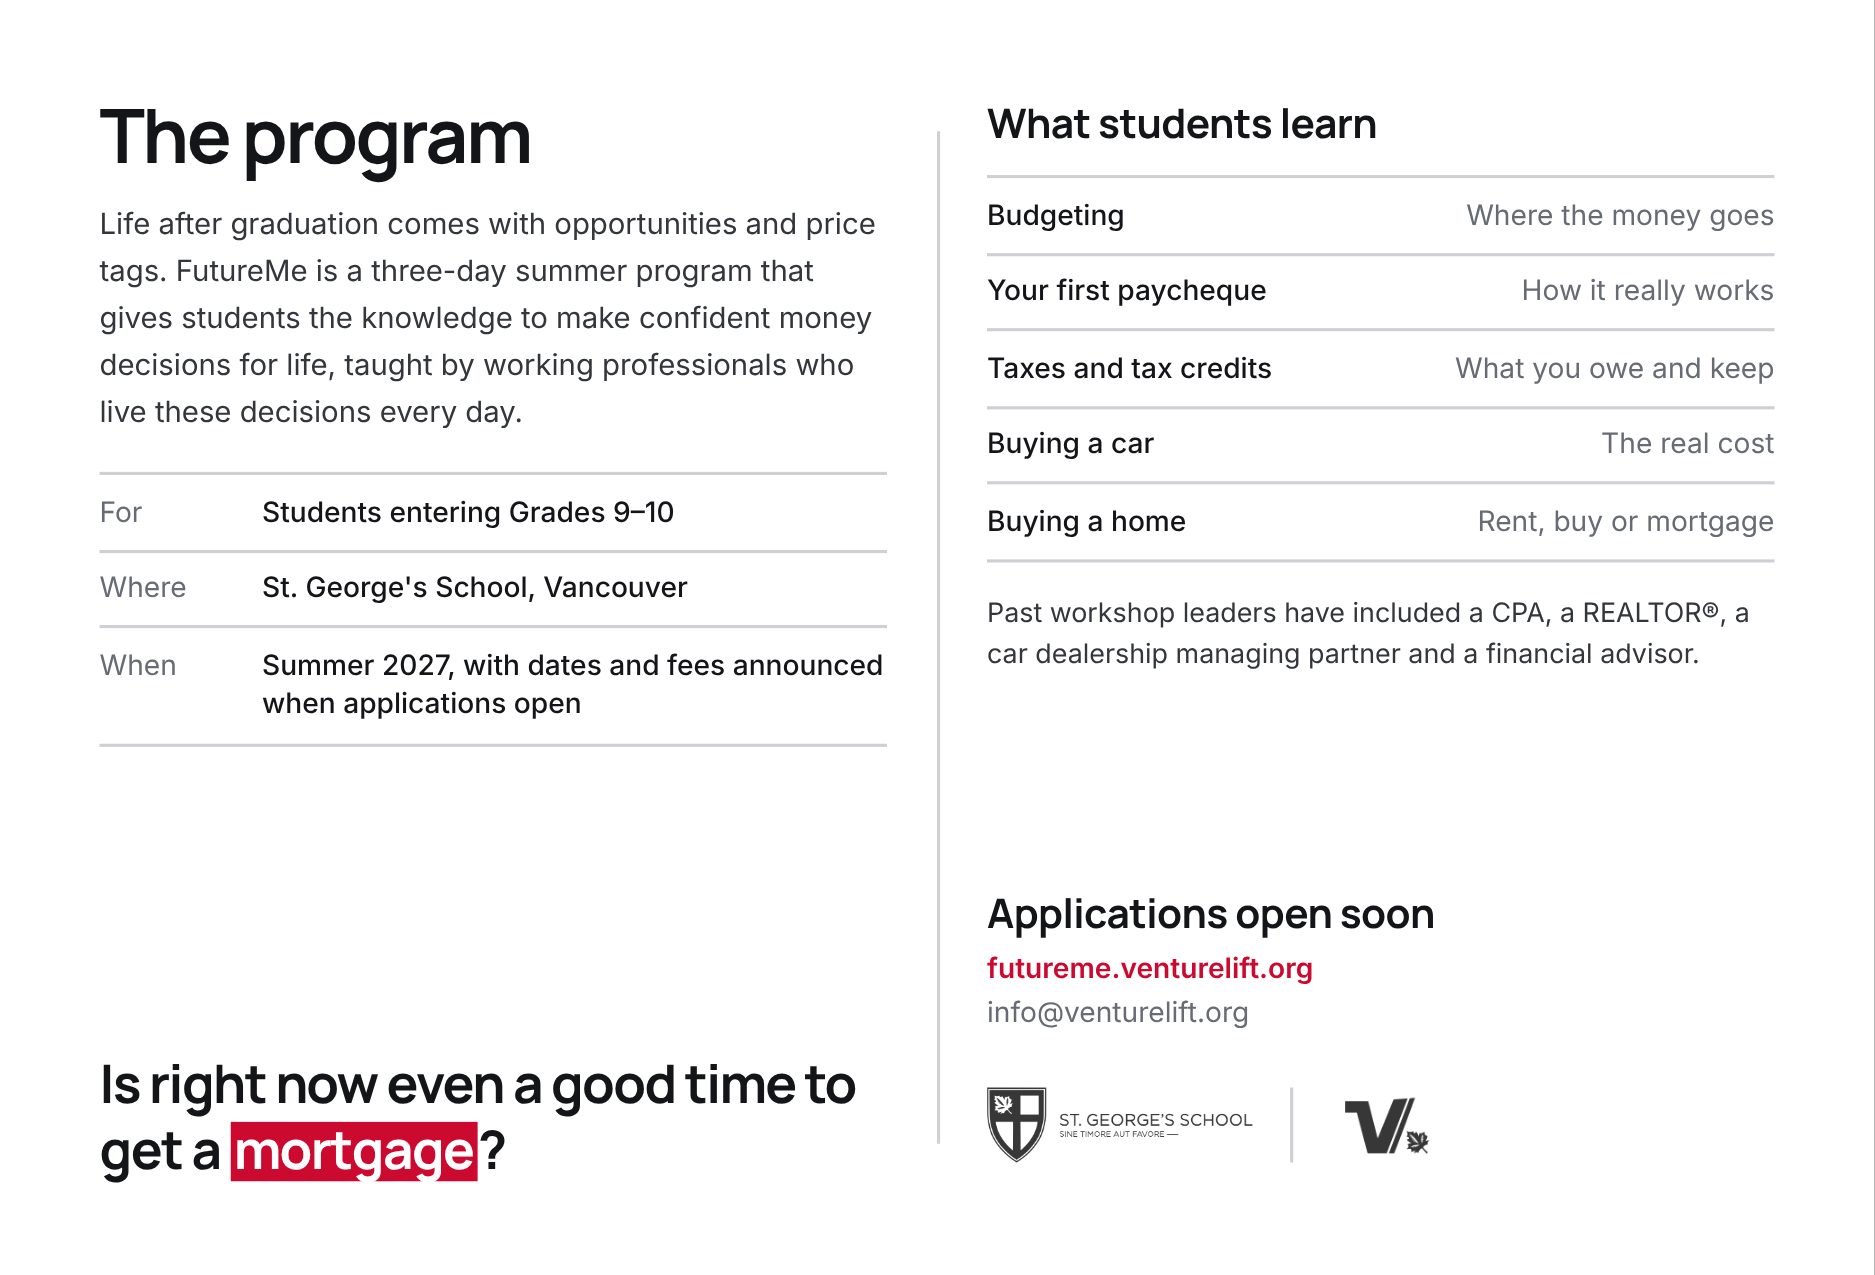 The program
Life after graduation comes with opportunities and price
tags. FutureMe is a three-day summer program that
gives students the knowledge to make confident money
decisions for life, taught by working professionals who
live these decisions every day.
For Students entering Grades 9–10
Where St. George's School, Vancouver
When Summer 2027, with dates and fees announced
when applications open
Is right now even a good time to
get a mortgage?
What students learn
Budgeting Where the money goes
Your first paycheque How it really works
Taxes and tax credits What you owe and keep
Buying a car The real cost
Buying a home Rent, buy or mortgage
Past workshop leaders have included a CPA, a REALTOR®, a
car dealership managing partner and a financial advisor.
Applications open soon
futureme.venturelift.org
info@venturelift.org
ST. GEORGE'S SCHOOL
SINE TIMORE AUT FAVORE —
V